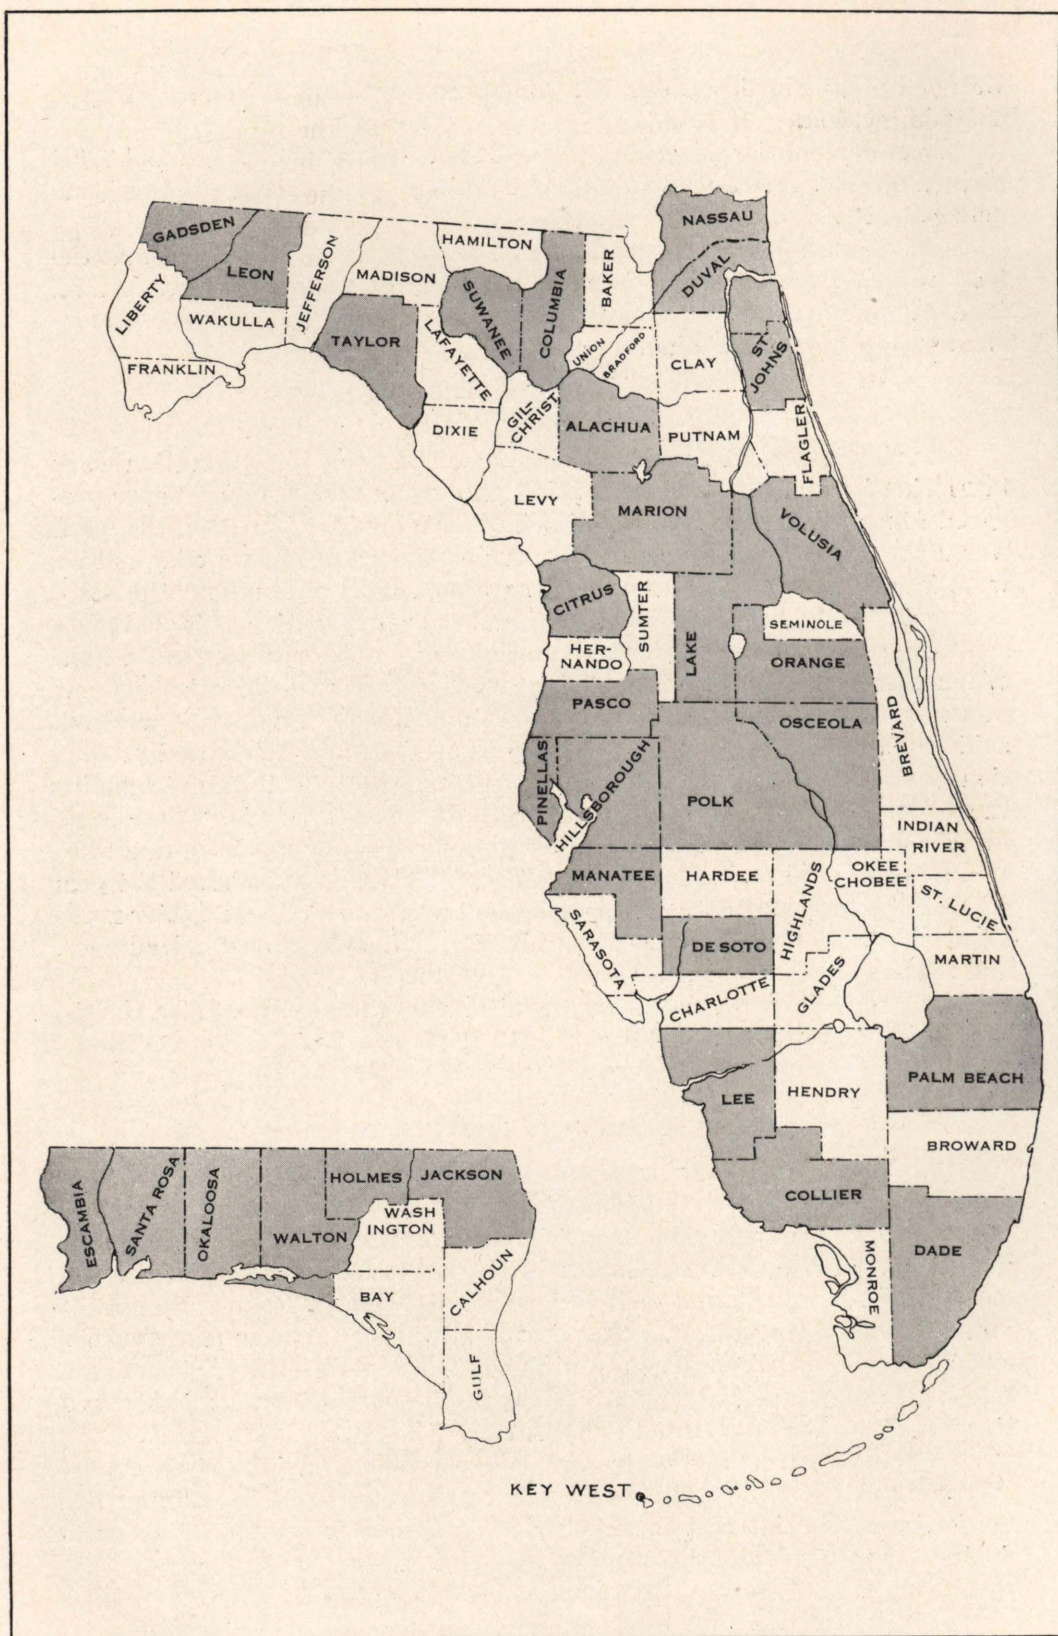 GADSDEN
LEON
JEFFERSON
MADISON
HAMILTON
LIBERTY
WAKULLA
FRANKLIN
TAYLOR
LAFAYETTE
SUWANEE
COLUMBIA
BAKER
NASSAU
DUVAL
UNION
BRADFORD
CLAY
ST.
JOHNS
DIXIE
GIL-
CHRIST
ALACHUA
PUTNAM
FLAGLER
LEVY
MARION
VOLUSIA
CITRUS
SUMTER
LAKE
SEMINOLE
HER-
NANDO
ORANGE
PASCO
OSCEOLA
BREVARD
PINELLAS
HILLSBOROUGH
POLK
INDIAN
RIVER
MANATEE
HARDEE
HIGHLANDS
OKEE
CHOBEE
ST. LUCIE
SARASOTA
DE SOTO
MARTIN
CHARLOTTE
GLADES
LEE
HENDRY
PALM BEACH
BROWARD
COLLIER
MONROE
DADE
ESCAMBIA
SANTA ROSA
OKALOOSA
WALTON
HOLMES
JACKSON
WASH
INGTON
BAY
CALHOUN
GULF
KEY WEST